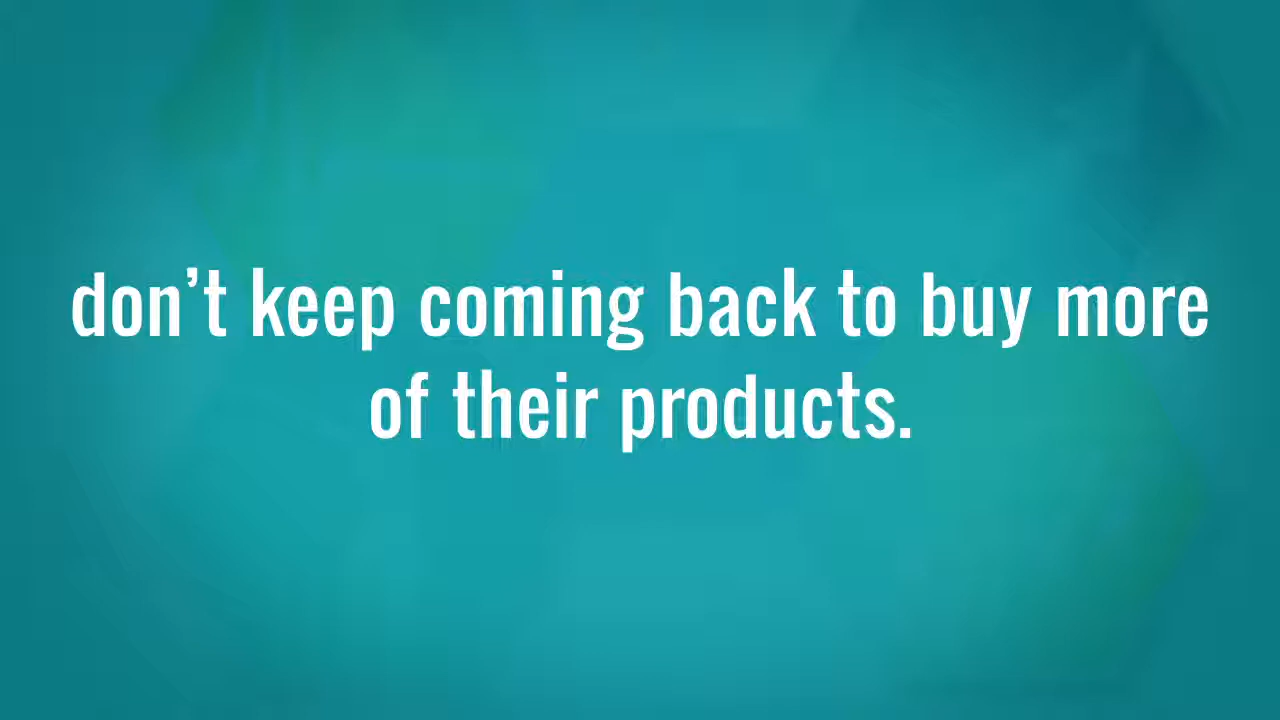 don’t keep coming back to buy more
of their products.